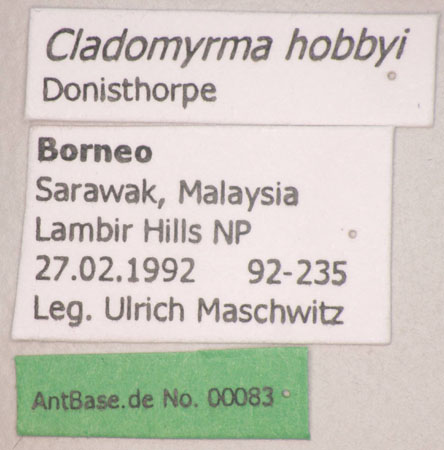 Cladomyrma hobbyi
Donisthorpe
Borneo
Sarawak, Malaysia
Lambir Hills NP
27.02.1992 92-235
Leg. Ulrich Maschwitz
AntBase.de No. 00083